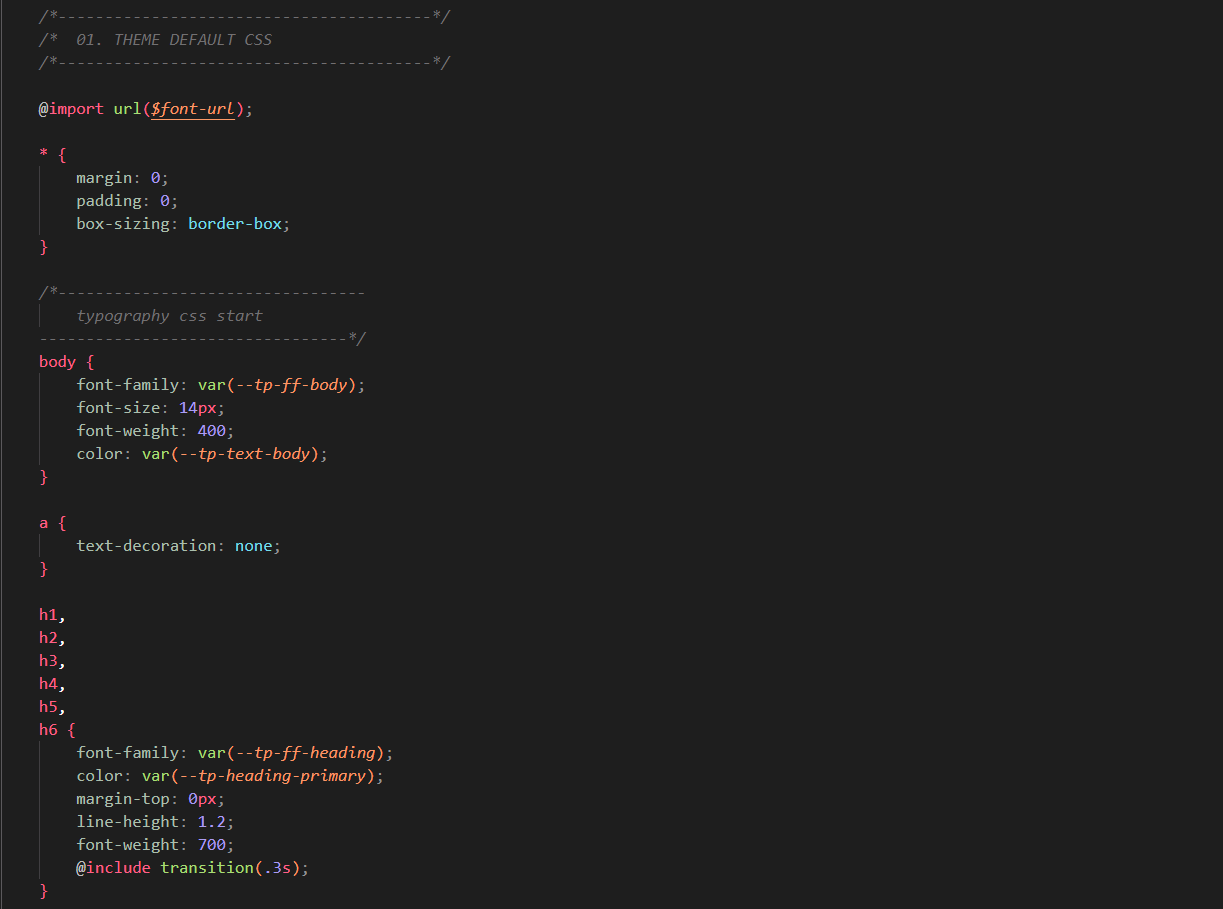 /*----------------------------------------*/
/*  01. THEME DEFAULT CSS
/*----------------------------------------*/

@import url($font-url);

* {
    margin: 0;
    padding: 0;
    box-sizing: border-box;
}

/*---------------------------------
    typography css start
---------------------------------*/
body {
    font-family: var(--tp-ff-body);
    font-size: 14px;
    font-weight: 400;
    color: var(--tp-text-body);
}

a {
    text-decoration: none;
}

h1,
h2,
h3,
h4,
h5,
h6 {
    font-family: var(--tp-ff-heading);
    color: var(--tp-heading-primary);
    margin-top: 0px;
    line-height: 1.2;
    font-weight: 700;
    @include transition(.3s);
}